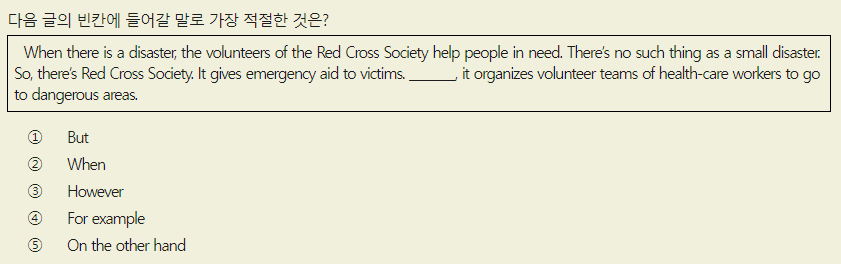 다음 글의 빈칸에 들어갈 말로 가장 적절한 것은?
When there is a disaster, the volunteers of the Red Cross Society help people in need. There's no such thing as a small disaster.
So, there's Red Cross Society. It gives emergency aid to victims. ______, it organizes volunteer teams of health-care workers to go
to dangerous areas.
① But
② When
③ However
④ For example
⑤ On the other hand